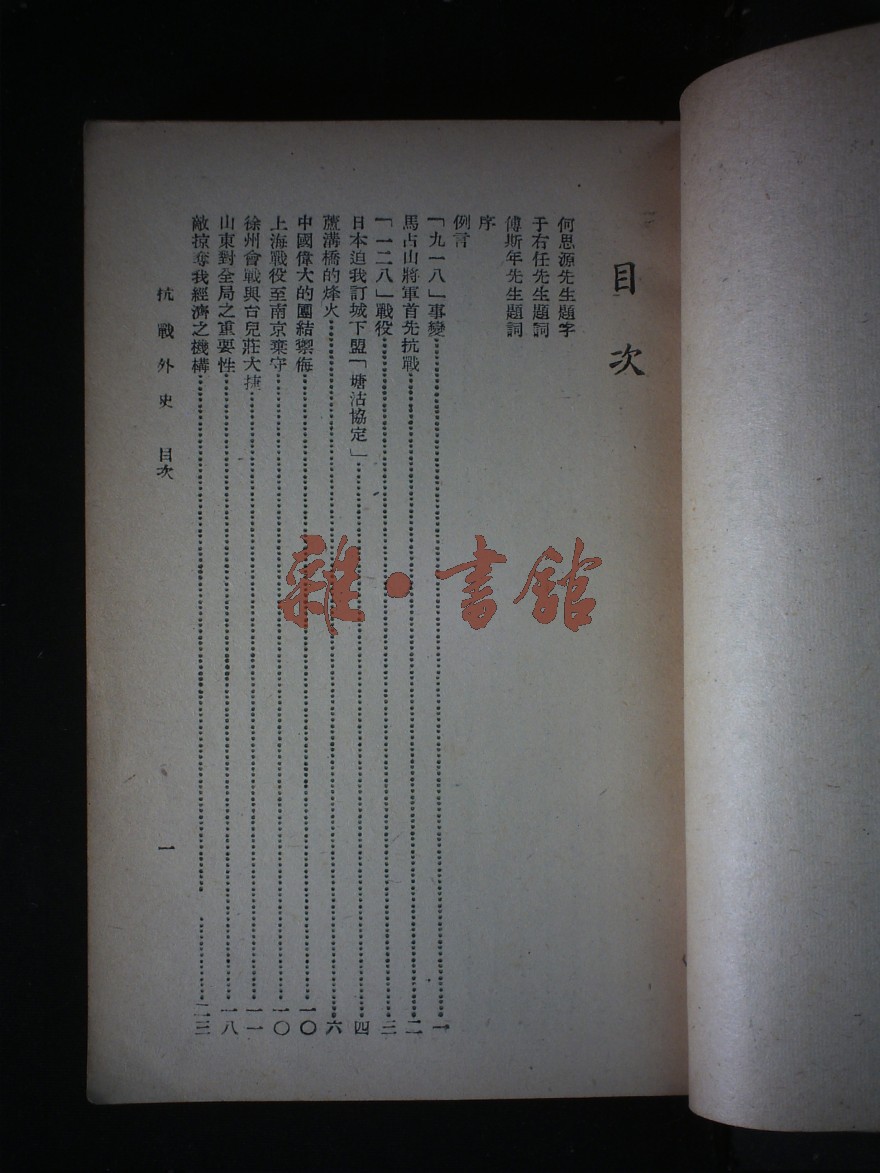 目次
何思源先生題字
于右任先生題詞
傅斯年先生題詞
序
例言
「九一八」事變……一
馬占山將軍首先抗戰……二
「一二八」戰役……三
日本迫我訂城下盟「塘沽協定」……四
蘆溝橋的烽火……六
中國偉大的團結禦侮……一〇
上海戰役至南京棄守……一〇
徐州會戰與台兒莊大捷……一一
山東對全局之重要性……一八
敵掠奪我經濟之機構……二三
抗戰外史 目次 一
雜·書館